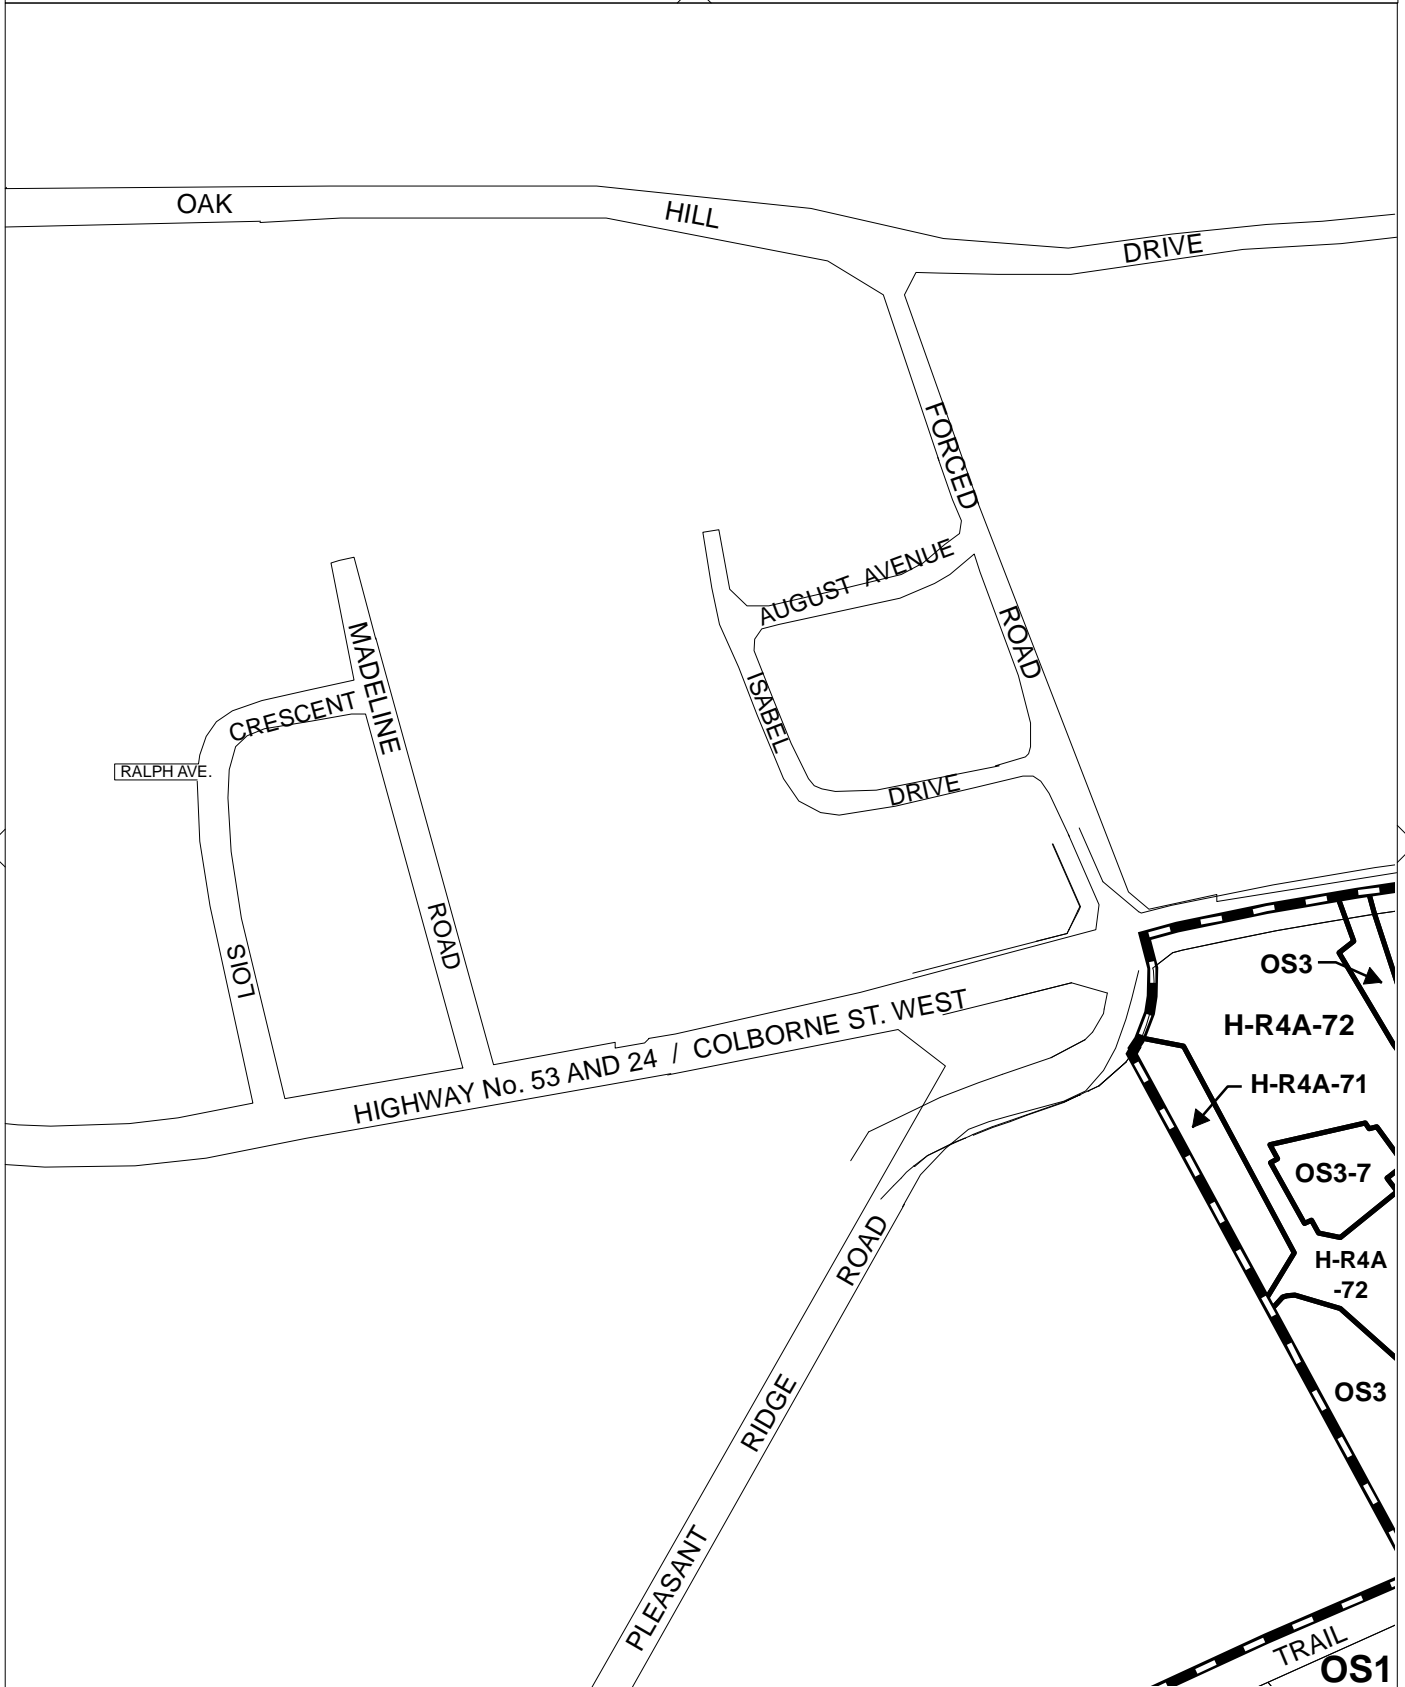 OAK HILL DRIVE
FORCED ROAD
AUGUST AVENUE
ISABEL DRIVE
MADELINE ROAD
LOIS CRESCENT
RALPH AVE.
HIGHWAY No. 53 AND 24 / COLBORNE ST. WEST
OS3
H-R4A-72
H-R4A-71
OS3-7
H-R4A
-72
OS3
PLEASANT RIDGE ROAD
TRAIL
OS1